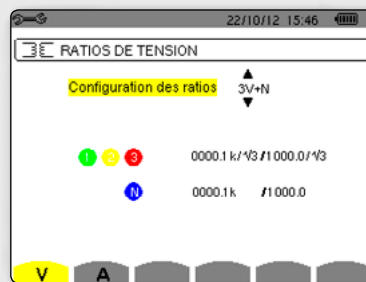 22/10/12 15:46
RATIOS DE TENSION
Configuration des ratios 3V+N
1 2 3 0000.1k/√3/1000.0/√3
N 0000.1k /1000.0
V A